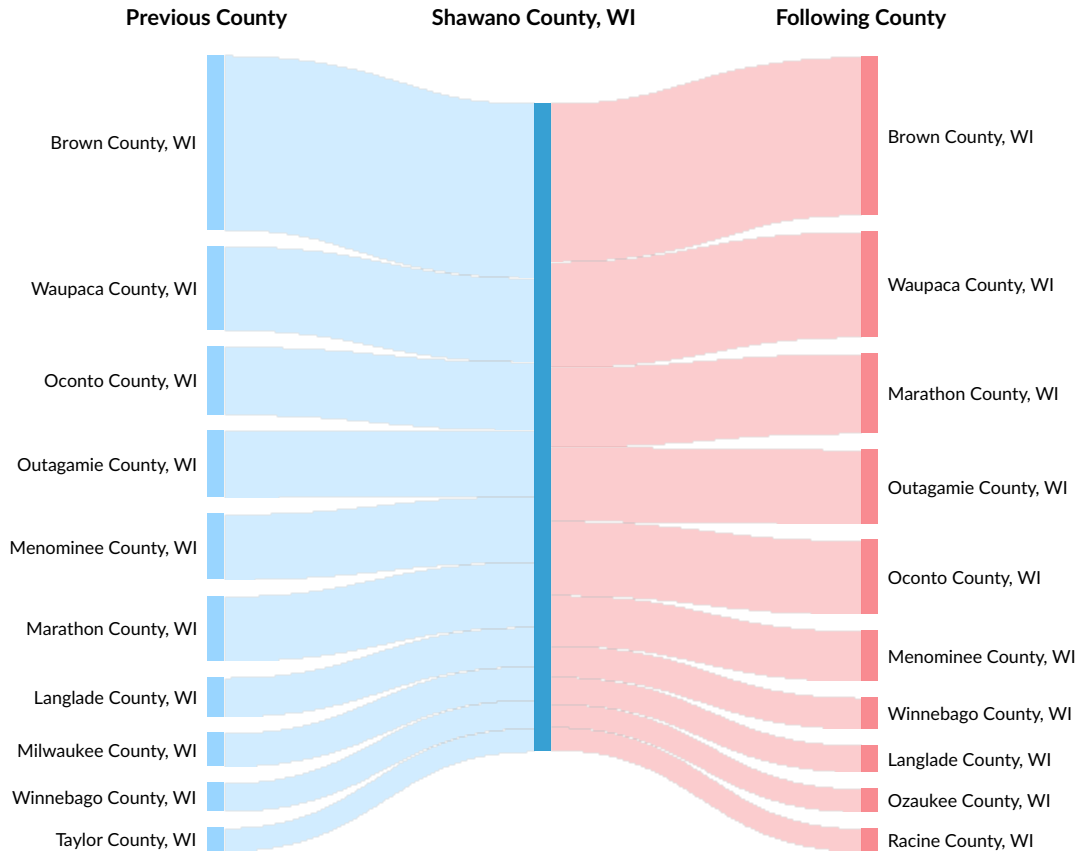 Previous County
Shawano County, WI
Following County
Brown County, WI
Waupaca County, WI
Oconto County, WI
Outagamie County, WI
Menominee County, WI
Marathon County, WI
Langlade County, WI
Milwaukee County, WI
Winnebago County, WI
Taylor County, WI
Brown County, WI
Waupaca County, WI
Marathon County, WI
Outagamie County, WI
Oconto County, WI
Menominee County, WI
Winnebago County, WI
Langlade County, WI
Ozaukee County, WI
Racine County, WI